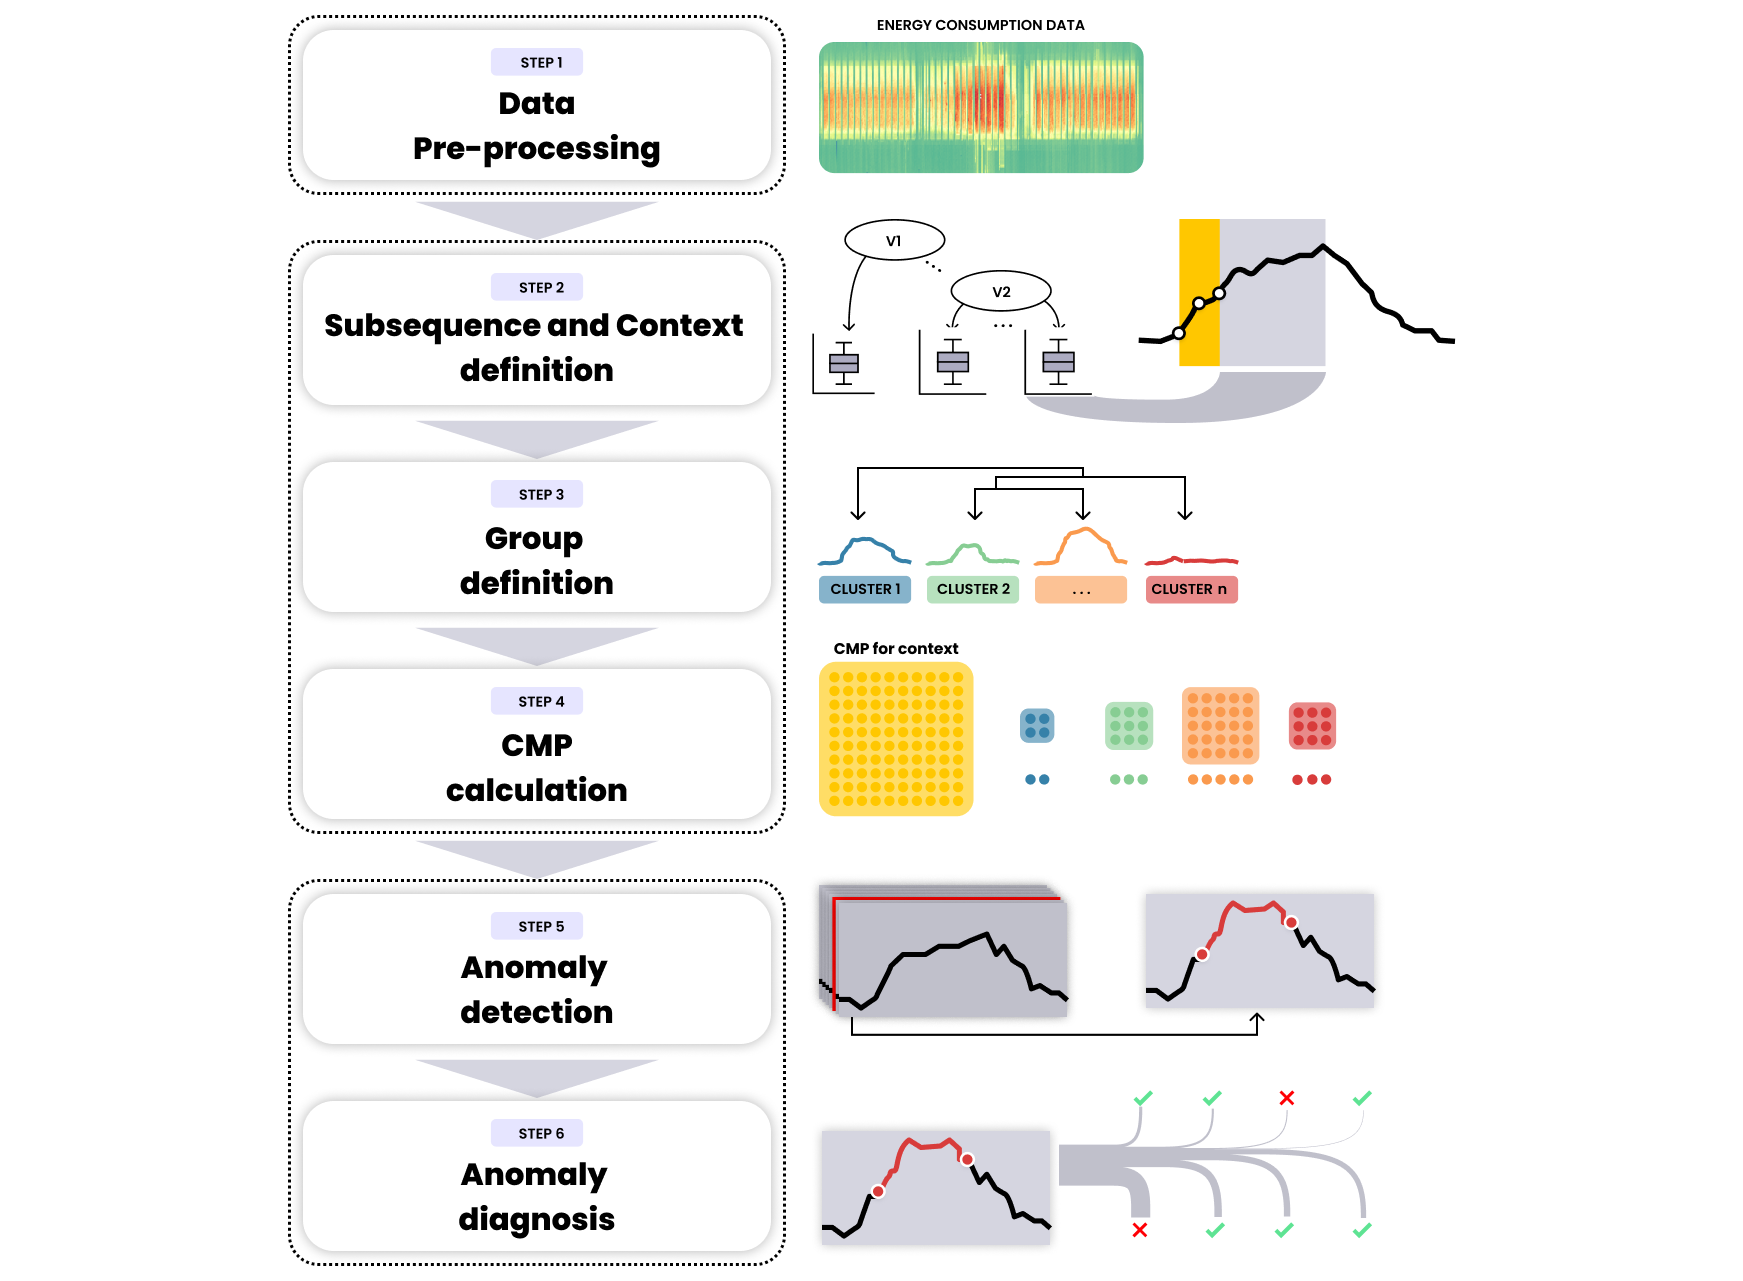 STEP 1
Data
Pre-processing
ENERGY CONSUMPTION DATA
STEP 2
Subsequence and Context
definition
V1
V2
STEP 3
Group
definition
CLUSTER 1
CLUSTER 2
...
CLUSTER n
STEP 4
CMP
calculation
CMP for context
STEP 5
Anomaly
detection
STEP 6
Anomaly
diagnosis